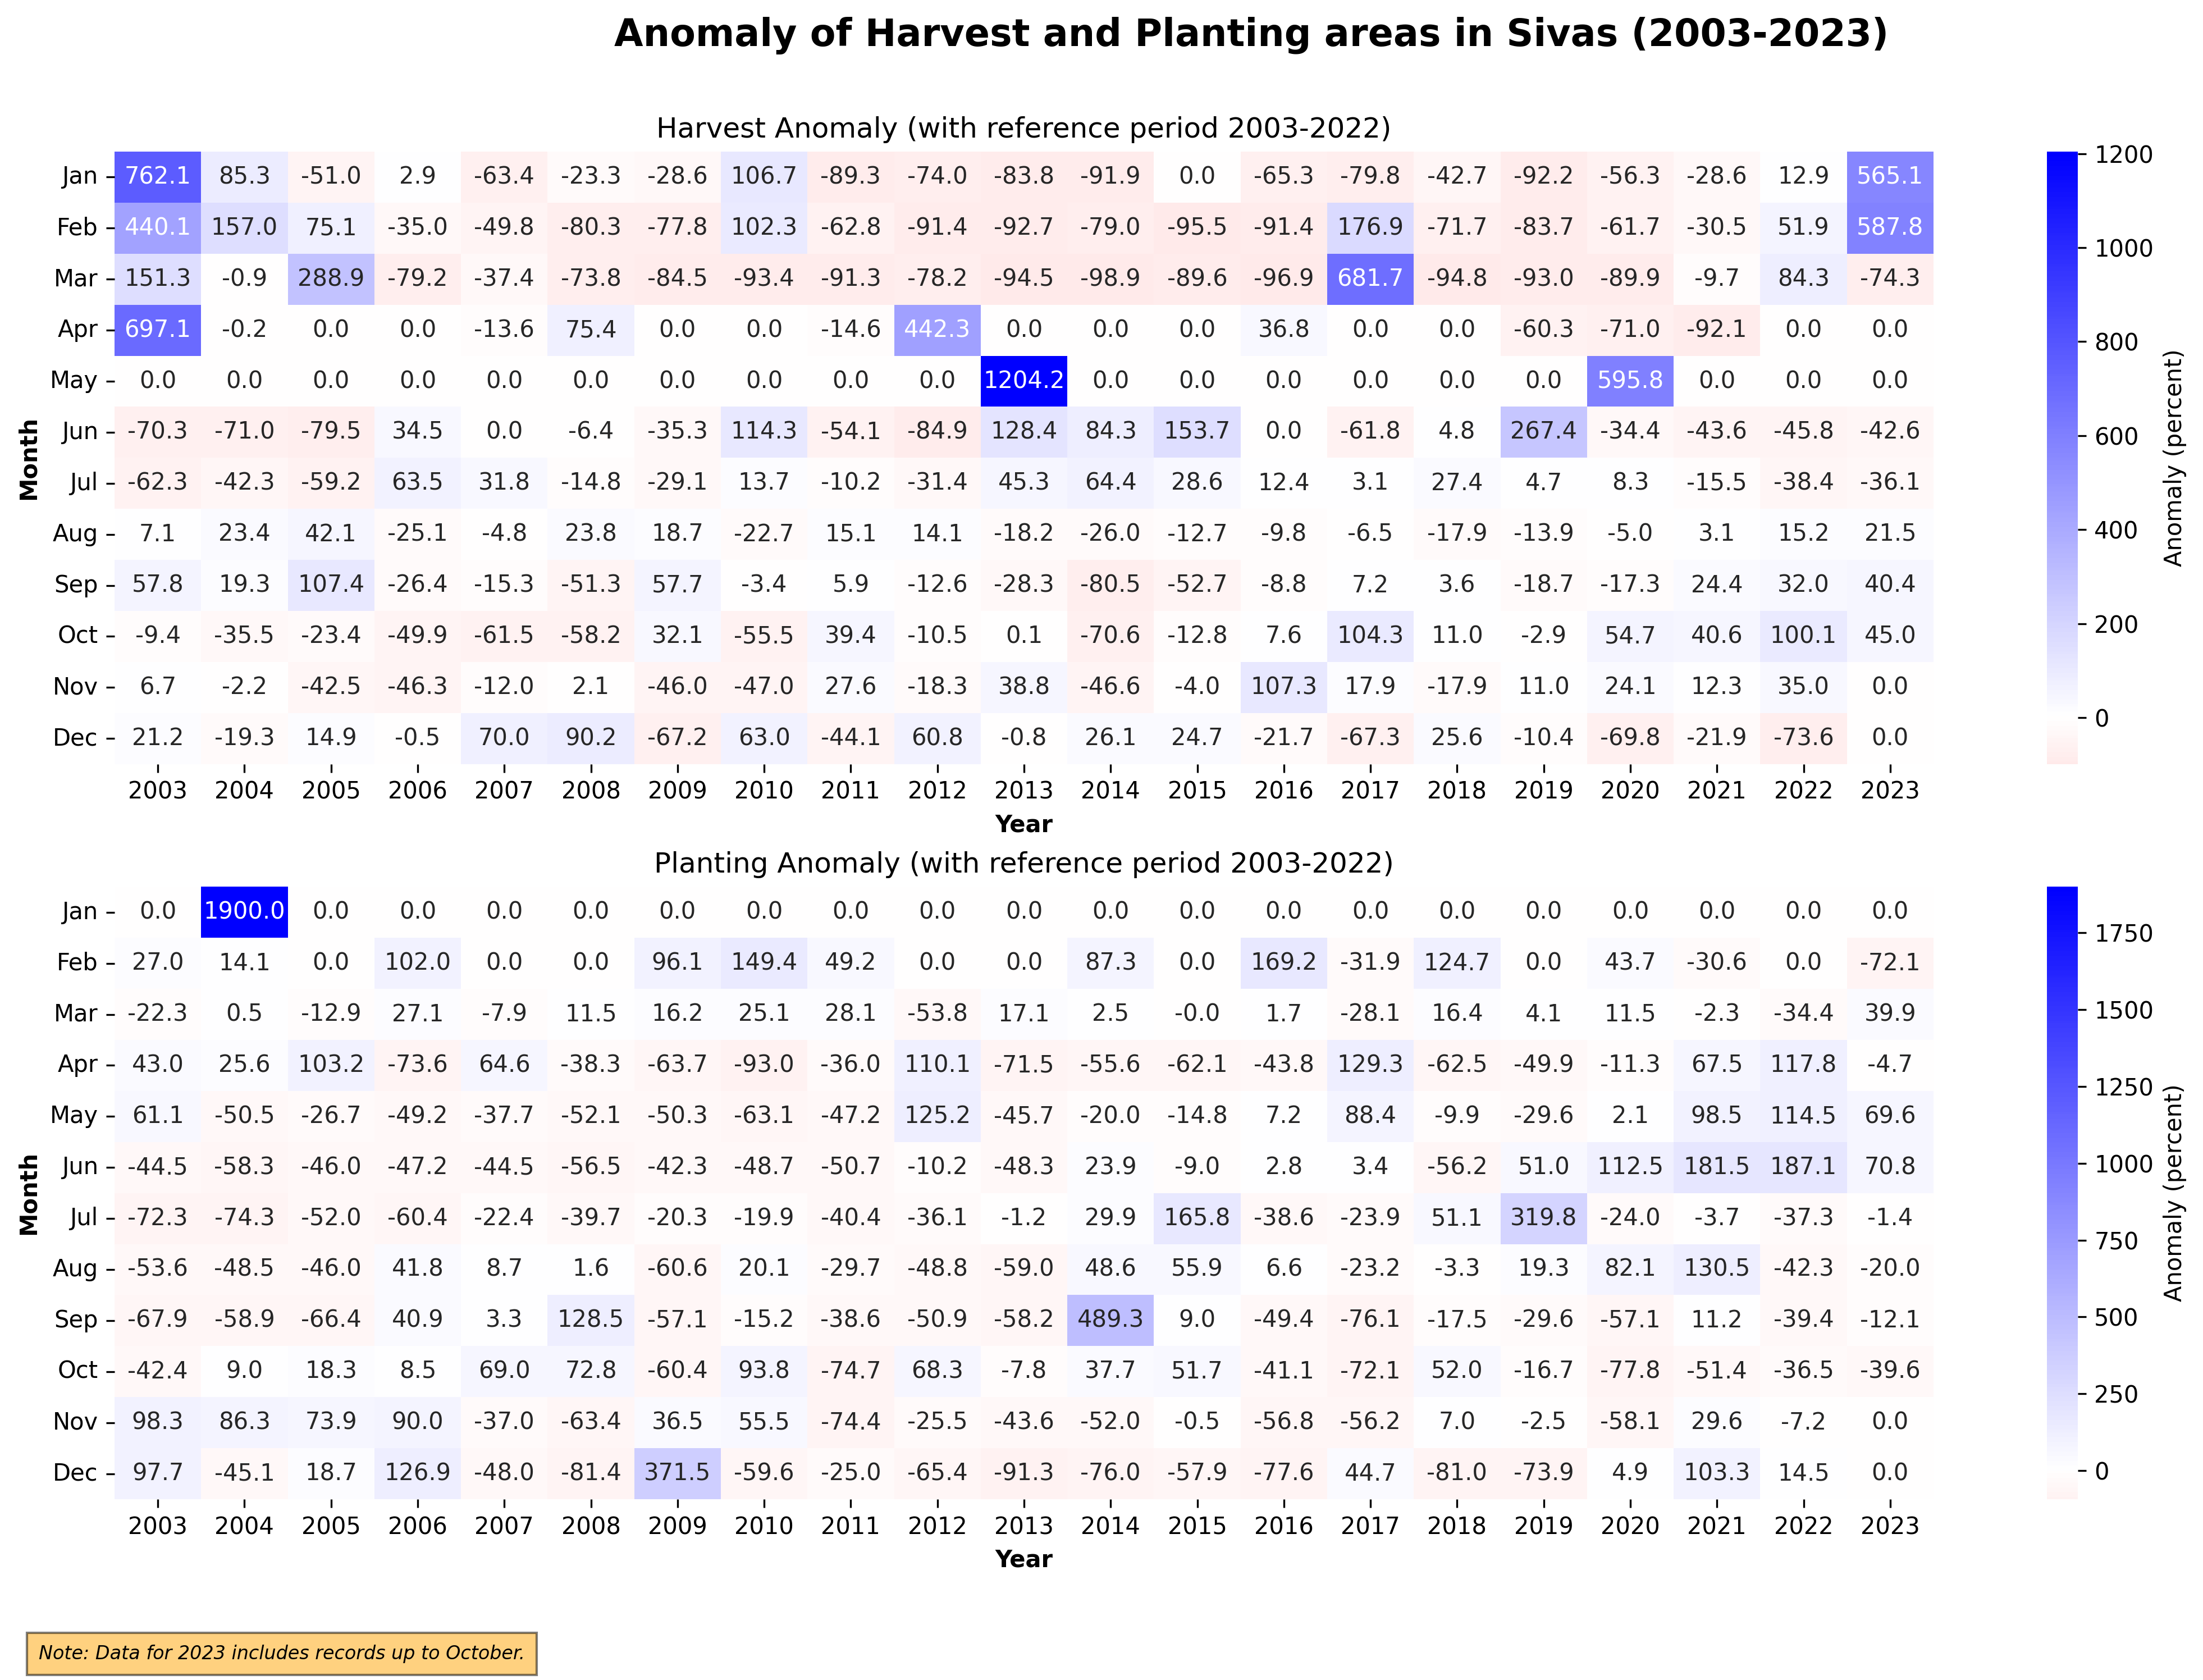 Anomaly of Harvest and Planting areas in Sivas (2003-2023)
Harvest Anomaly (with reference period 2003-2022)
Jan 762.1 85.3 -51.0 2.9 -63.4 -23.3 -28.6 106.7 -89.3 -74.0 -83.8 -91.9 0.0 -65.3 -79.8 -42.7 -92.2 -56.3 -28.6 12.9 565.1
Feb 440.1 157.0 75.1 -35.0 -49.8 -80.3 -77.8 102.3 -62.8 -91.4 -92.7 -79.0 -95.5 -91.4 176.9 -71.7 -83.7 -61.7 -30.5 51.9 587.8
Mar 151.3 -0.9 288.9 -79.2 -37.4 -73.8 -84.5 -93.4 -91.3 -78.2 -94.5 -98.9 -89.6 -96.9 681.7 -94.8 -93.0 -89.9 -9.7 84.3 -74.3
Apr 697.1 -0.2 0.0 0.0 -13.6 75.4 0.0 0.0 -14.6 442.3 0.0 0.0 0.0 36.8 0.0 0.0 -60.3 -71.0 -92.1 0.0 0.0
May 0.0 0.0 0.0 0.0 0.0 0.0 0.0 0.0 0.0 0.0 1204.2 0.0 0.0 0.0 0.0 0.0 0.0 595.8 0.0 0.0 0.0
Jun -70.3 -71.0 -79.5 34.5 0.0 -6.4 -35.3 114.3 -54.1 -84.9 128.4 84.3 153.7 0.0 -61.8 4.8 267.4 -34.4 -43.6 -45.8 -42.6
Jul -62.3 -42.3 -59.2 63.5 31.8 -14.8 -29.1 13.7 -10.2 -31.4 45.3 64.4 28.6 12.4 3.1 27.4 4.7 8.3 -15.5 -38.4 -36.1
Aug 7.1 23.4 42.1 -25.1 -4.8 23.8 18.7 -22.7 15.1 14.1 -18.2 -26.0 -12.7 -9.8 -6.5 -17.9 -13.9 -5.0 3.1 15.2 21.5
Sep 57.8 19.3 107.4 -26.4 -15.3 -51.3 57.7 -3.4 5.9 -12.6 -28.3 -80.5 -52.7 -8.8 7.2 3.6 -18.7 -17.3 24.4 32.0 40.4
Oct -9.4 -35.5 -23.4 -49.9 -61.5 -58.2 32.1 -55.5 39.4 -10.5 0.1 -70.6 -12.8 7.6 104.3 11.0 -2.9 54.7 40.6 100.1 45.0
Nov 6.7 -2.2 -42.5 -46.3 -12.0 2.1 -46.0 -47.0 27.6 -18.3 38.8 -46.6 -4.0 107.3 17.9 -17.9 11.0 24.1 12.3 35.0 0.0
Dec 21.2 -19.3 14.9 -0.5 70.0 90.2 -67.2 63.0 -44.1 60.8 -0.8 26.1 24.7 -21.7 -67.3 25.6 -10.4 -69.8 -21.9 -73.6 0.0
2003 2004 2005 2006 2007 2008 2009 2010 2011 2012 2013 2014 2015 2016 2017 2018 2019 2020 2021 2022 2023
Year
Month
1200
1000
800
600
400
200
0
Anomaly (percent)
Planting Anomaly (with reference period 2003-2022)
Jan 0.0 1900.0 0.0 0.0 0.0 0.0 0.0 0.0 0.0 0.0 0.0 0.0 0.0 0.0 0.0 0.0 0.0 0.0 0.0 0.0 0.0
Feb 27.0 14.1 0.0 102.0 0.0 0.0 96.1 149.4 49.2 0.0 0.0 87.3 0.0 169.2 -31.9 124.7 0.0 43.7 -30.6 0.0 -72.1
Mar -22.3 0.5 -12.9 27.1 -7.9 11.5 16.2 25.1 28.1 -53.8 17.1 2.5 -0.0 1.7 -28.1 16.4 4.1 11.5 -2.3 -34.4 39.9
Apr 43.0 25.6 103.2 -73.6 64.6 -38.3 -63.7 -93.0 -36.0 110.1 -71.5 -55.6 -62.1 -43.8 129.3 -62.5 -49.9 -11.3 67.5 117.8 -4.7
May 61.1 -50.5 -26.7 -49.2 -37.7 -52.1 -50.3 -63.1 -47.2 125.2 -45.7 -20.0 -14.8 7.2 88.4 -9.9 -29.6 2.1 98.5 114.5 69.6
Jun -44.5 -58.3 -46.0 -47.2 -44.5 -56.5 -42.3 -48.7 -50.7 -10.2 -48.3 23.9 -9.0 2.8 3.4 -56.2 51.0 112.5 181.5 187.1 70.8
Jul -72.3 -74.3 -52.0 -60.4 -22.4 -39.7 -20.3 -19.9 -40.4 -36.1 -1.2 29.9 165.8 -38.6 -23.9 51.1 319.8 -24.0 -3.7 -37.3 -1.4
Aug -53.6 -48.5 -46.0 41.8 8.7 1.6 -60.6 20.1 -29.7 -48.8 -59.0 48.6 55.9 6.6 -23.2 -3.3 19.3 82.1 130.5 -42.3 -20.0
Sep -67.9 -58.9 -66.4 40.9 3.3 128.5 -57.1 -15.2 -38.6 -50.9 -58.2 489.3 9.0 -49.4 -76.1 -17.5 -29.6 -57.1 11.2 -39.4 -12.1
Oct -42.4 9.0 18.3 8.5 69.0 72.8 -60.4 93.8 -74.7 68.3 -7.8 37.7 51.7 -41.1 -72.1 52.0 -16.7 -77.8 -51.4 -36.5 -39.6
Nov 98.3 86.3 73.9 90.0 -37.0 -63.4 36.5 55.5 -74.4 -25.5 -43.6 -52.0 -0.5 -56.8 -56.2 7.0 -2.5 -58.1 29.6 -7.2 0.0
Dec 97.7 -45.1 18.7 126.9 -48.0 -81.4 371.5 -59.6 -25.0 -65.4 -91.3 -76.0 -57.9 -77.6 44.7 -81.0 -73.9 4.9 103.3 14.5 0.0
2003 2004 2005 2006 2007 2008 2009 2010 2011 2012 2013 2014 2015 2016 2017 2018 2019 2020 2021 2022 2023
Year
Month
1750
1500
1250
1000
750
500
250
0
Anomaly (percent)
Note: Data for 2023 includes records up to October.